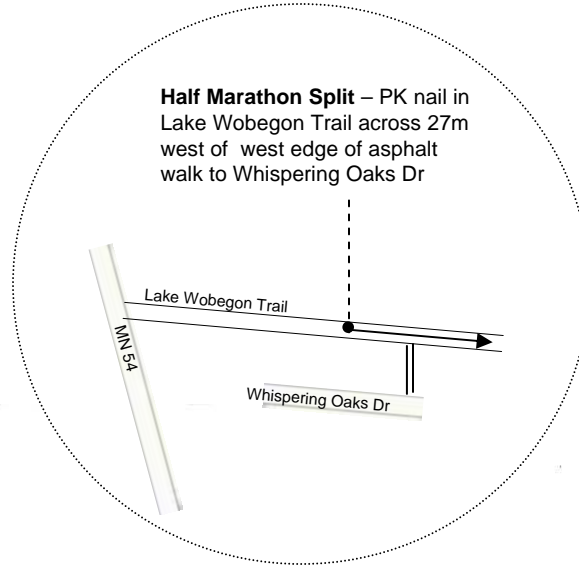 Half Marathon Split – PK nail in
Lake Wobegon Trail across 27m
west of west edge of asphalt
walk to Whispering Oaks Dr
Lake Wobegon Trail
MN 54
Whispering Oaks Dr